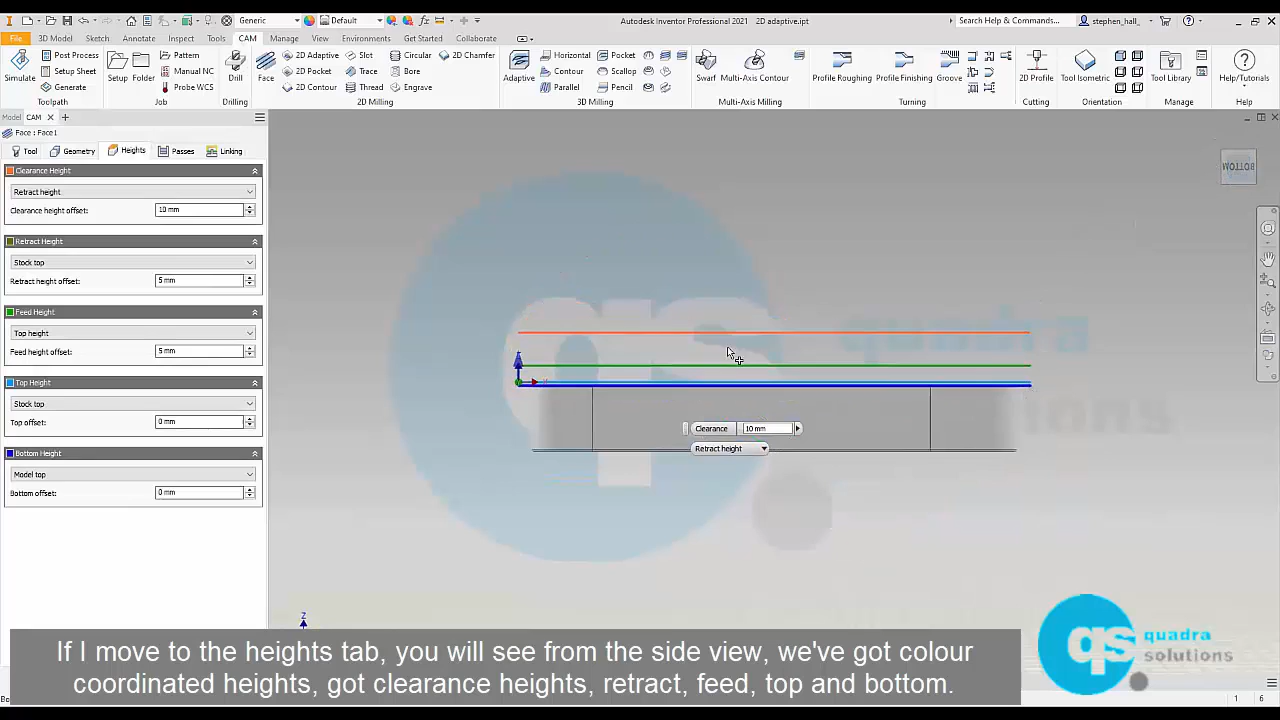 Generic
Default
Autodesk Inventor Professional 2021 2D adaptive.ipt
Search Help & Commands...
stephen_hall...
File
3D Model
Sketch
Annotate
Inspect
Tools
CAM
Manage
View
Environments
Get Started
Collaborate
Simulate
Post Process
Setup Sheet
Generate
Toolpath
Setup
Folder
Pattern
Manual NC
Probe WCS
Job
Drill
Drilling
Face
2D Adaptive
2D Pocket
2D Contour
Slot
Trace
Thread
Circular
Bore
Engrave
2D Chamfer
2D Milling
Adaptive
Horizontal
Contour
Parallel
Pocket
Scallop
Pencil
3D Milling
Swarf
Multi-Axis Contour
Multi-Axis Milling
Profile Roughing
Profile Finishing
Groove
Turning
2D Profile
Cutting
Tool Isometric
Orientation
Tool Library
Manage
Help/Tutorials
Help
Model
CAM
Face : Face1
Tool
Geometry
Heights
Passes
Linking
Clearance Height
Retract height
Clearance height offset: 10 mm
Retract Height
Stock top
Retract height offset: 5 mm
Feed Height
Top height
Feed height offset: 5 mm
Top Height
Stock top
Top offset: 0 mm
Bottom Height
Model top
Bottom offset: 0 mm
BOTTOM
Clearance 10 mm
Retract height
Z
If I move to the heights tab, you will see from the side view, we've got colour
coordinated heights, got clearance heights, retract, feed, top and bottom.
qs quadra
solutions
1 6